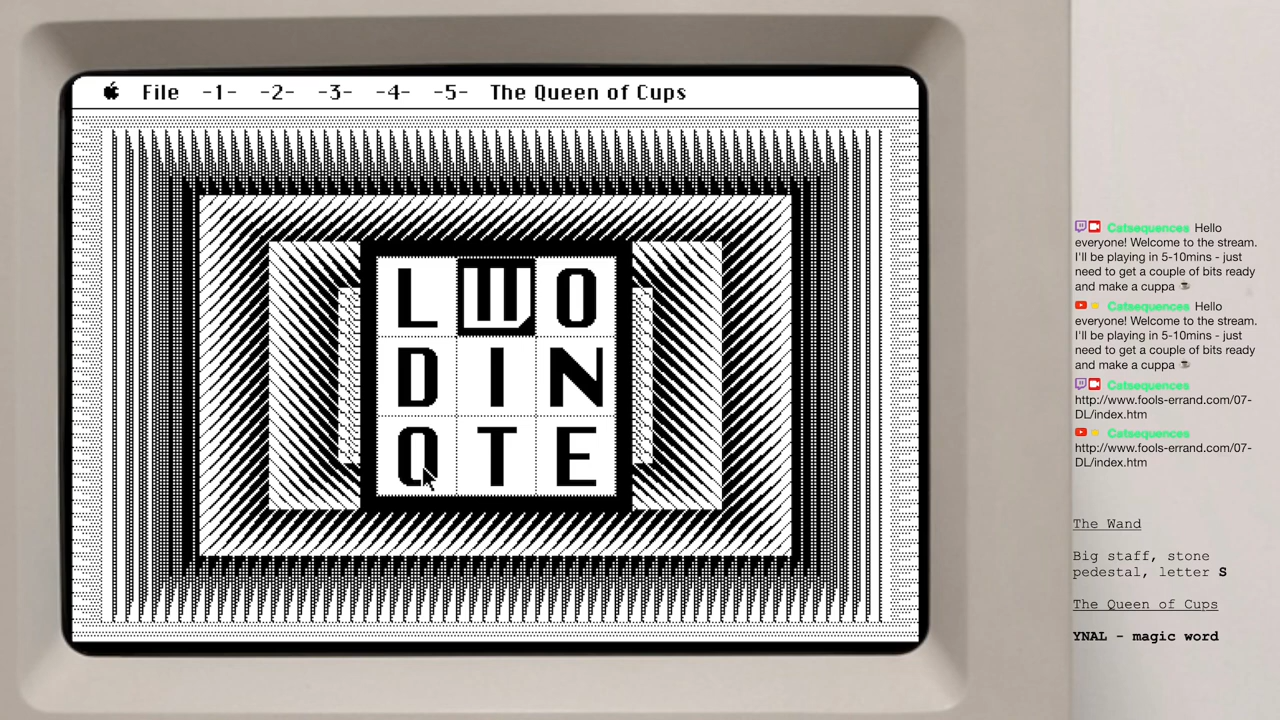 File -1- -2- -3- -4- -5- The Queen of Cups
L O
D I N
O T E
Catsequences Hello
everyone! Welcome to the stream.
I'll be playing in 5-10mins - just
need to get a couple of bits ready
and make a cuppa
Catsequences Hello
everyone! Welcome to the stream.
I'll be playing in 5-10mins - just
need to get a couple of bits ready
and make a cuppa
Catsequences
http://www.fools-errand.com/07-
DL/index.htm
Catsequences
http://www.fools-errand.com/07-
DL/index.htm
The Wand
Big staff, stone
pedestal, letter S
The Queen of Cups
YNAL - magic word